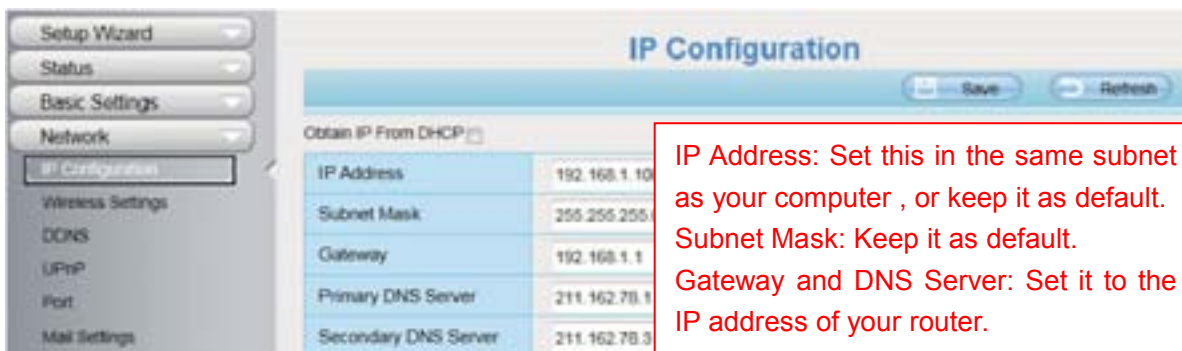 Setup Wizard
Status
Basic Settings
Network
IP Configuration
Wireless Settings
DDNS
UPnP
Port
Mail Settings
IP Configuration
Save
Refresh
Obtain IP From DHCP
IP Address
192.168.1.10
Subnet Mask
255.255.255.
Gateway
192.168.1.1
Primary DNS Server
211.162.78.1
Secondary DNS Server
211.162.78.3
IP Address: Set this in the same subnet
as your computer , or keep it as default.
Subnet Mask: Keep it as default.
Gateway and DNS Server: Set it to the
IP address of your router.